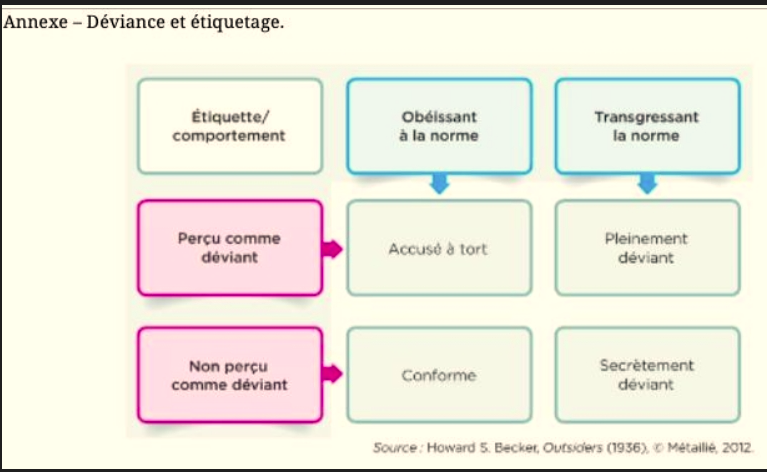 Annexe – Déviance et étiquetage.
Étiquette/
comportement
Obéissant
à la norme
Transgressant
la norme
Perçu comme
déviant
Accusé à tort
Pleinement
déviant
Non perçu
comme déviant
Conforme
Secrètement
déviant
Source : Howard S. Becker, Outsiders (1936), © Métailié, 2012.